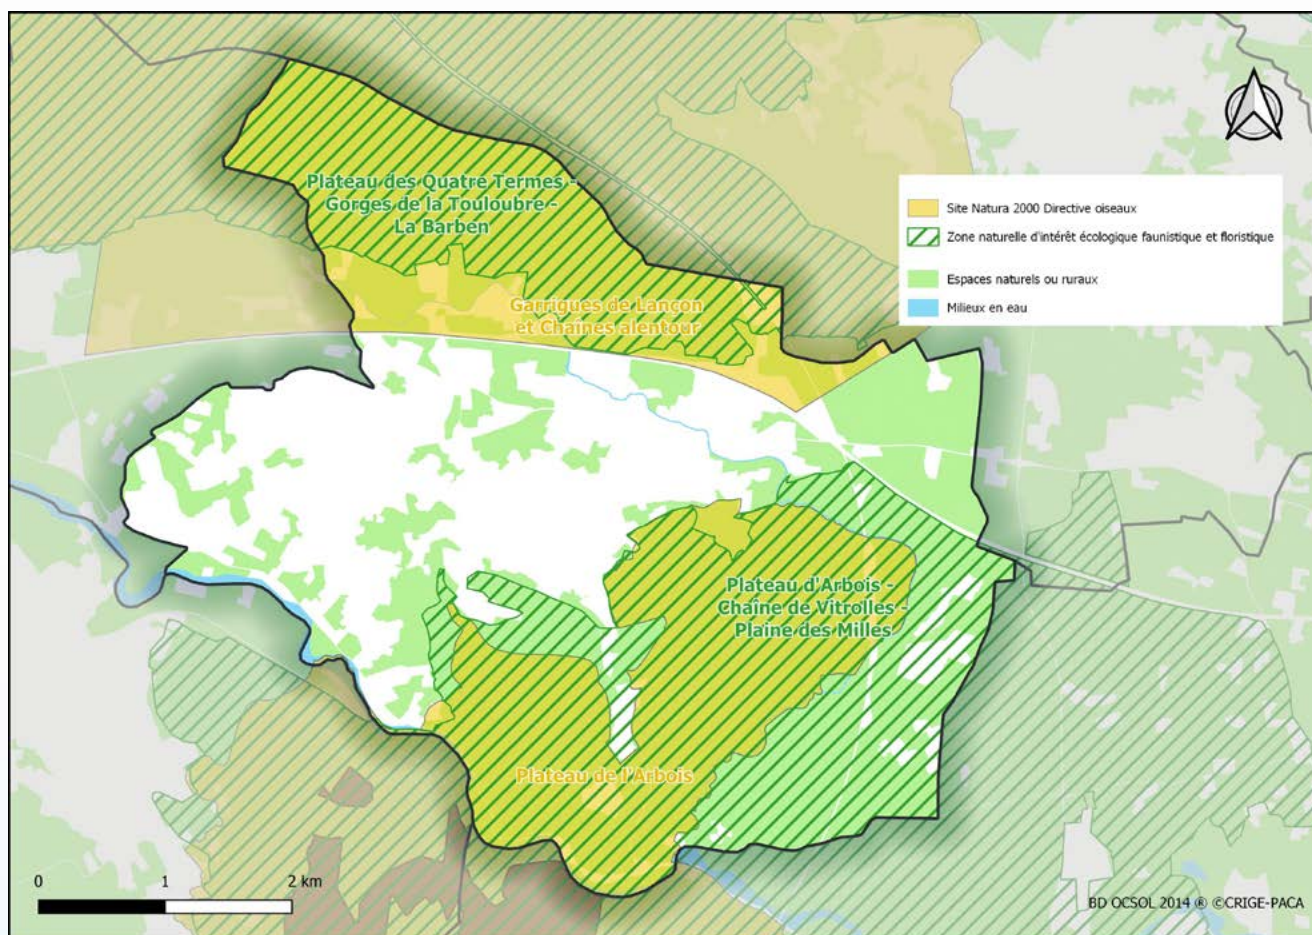 Plateau des Quatre Termes -
Gorges de la Touloubre -
La Barben
Site Natura 2000 Directive oiseaux
Zone naturelle d'intérêt écologique faunistique et floristique
Espaces naturels ou ruraux
Milieux en eau
Garrigues de Lançon
et Chaînes alentour
Plateau d'Arbois -
Chaîne de Vitrolles -
Plaine des Milles
Plateau de l'Arbois
0 1 2 km
BD OCSOL 2014 ® ©CRIGE-PACA